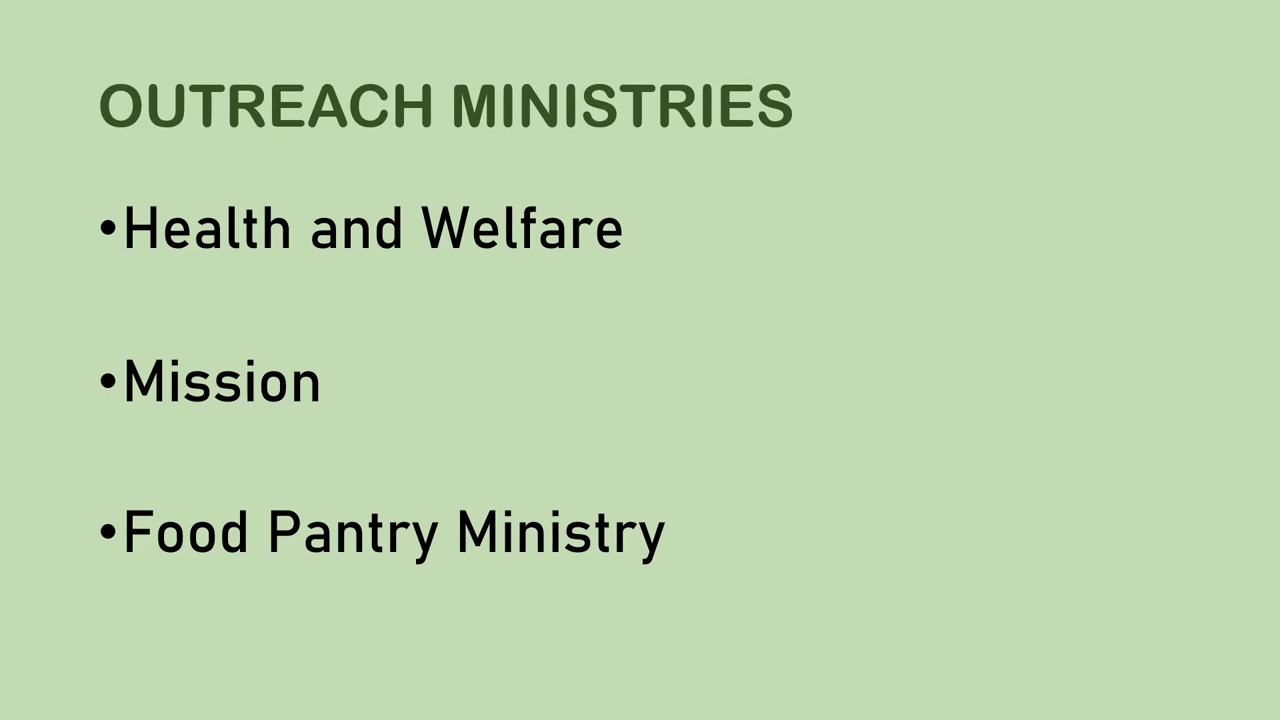 OUTREACH MINISTRIES
•Health and Welfare
•Mission
•Food Pantry Ministry